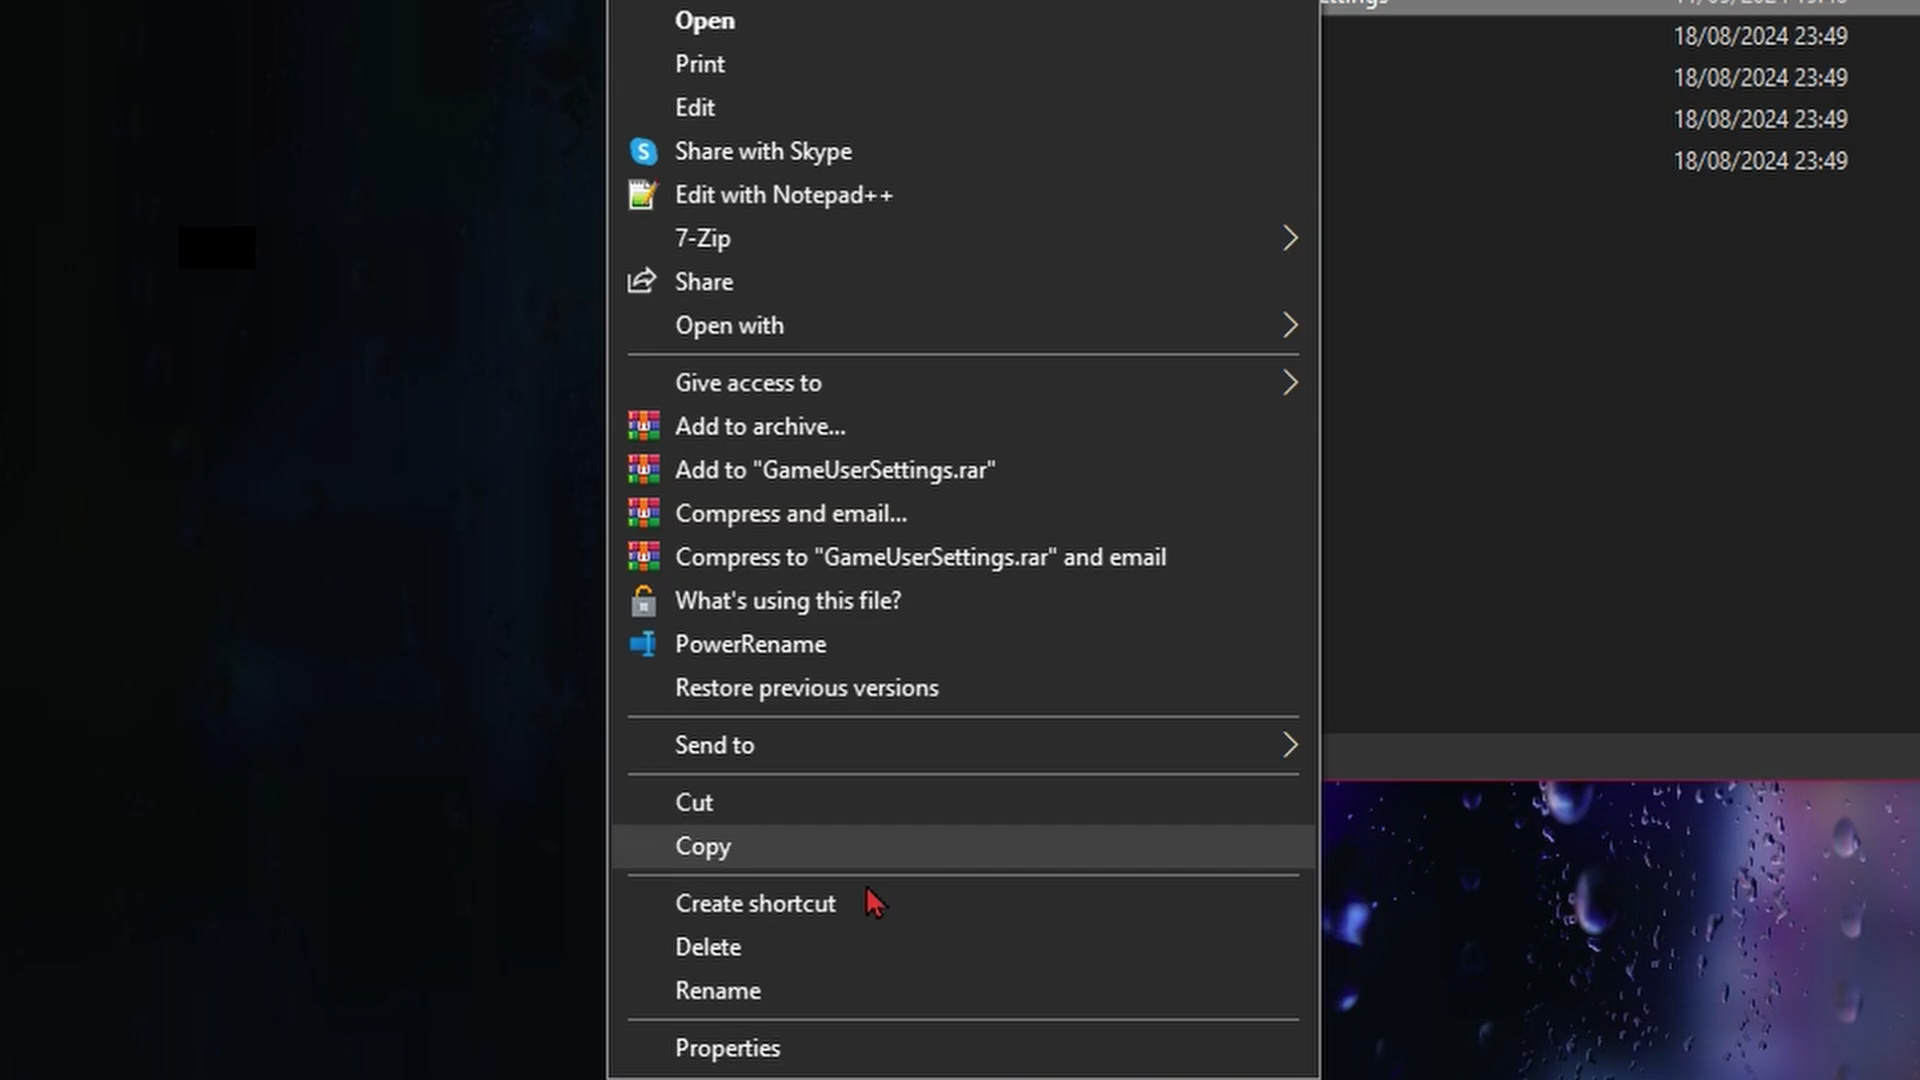 Open
Print
Edit
Share with Skype
Edit with Notepad++
7-Zip
Share
Open with
Give access to
Add to archive...
Add to "GameUserSettings.rar"
Compress and email...
Compress to "GameUserSettings.rar" and email
What's using this file?
PowerRename
Restore previous versions
Send to
Cut
Copy
Create shortcut
Delete
Rename
Properties
18/08/2024 23:49
18/08/2024 23:49
18/08/2024 23:49
18/08/2024 23:49